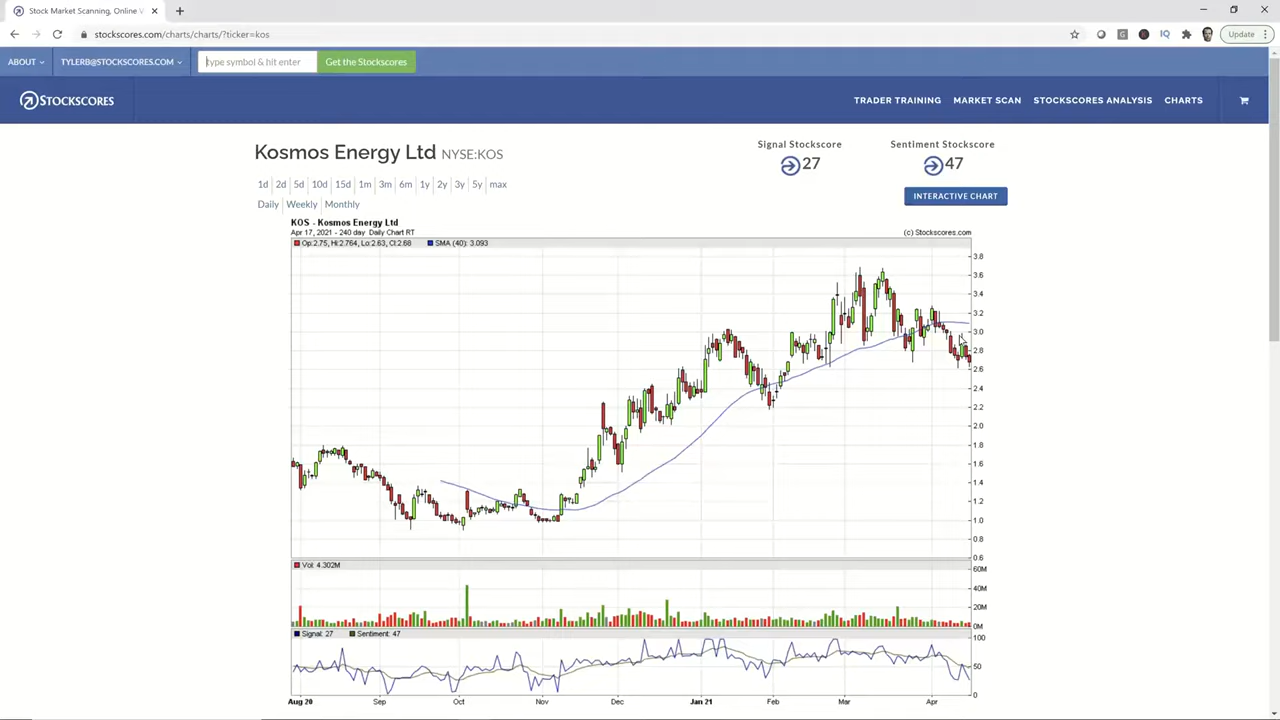 Stock Market Scanning, Online V
stockscores.com/charts/charts/?ticker=kos
Update
ABOUT
TYLERB@STOCKSCORES.COM
Type symbol & hit enter
Get the Stockscores
STOCKSCORES
TRADER TRAINING
MARKET SCAN
STOCKSCORES ANALYSIS
CHARTS
Kosmos Energy Ltd NYSE:KOS
Signal Stockscore
27
Sentiment Stockscore
47
1d 2d 5d 10d 15d 1m 3m 6m 1y 2y 3y 5y max
INTERACTIVE CHART
Daily Weekly Monthly
KOS - Kosmos Energy Ltd
Apr 17, 2021 - 240 day Daily Chart RT
(c) Stockscores.com
Op:2.75, Hi:2.764, Lo:2.63, Cl:2.68 SMA (40): 3.093
3.8
3.6
3.4
3.2
3.0
2.8
2.6
2.4
2.2
2.0
1.8
1.6
1.4
1.2
1.0
0.8
0.6
Vol: 4.302M
60M
40M
20M
0M
Signal: 27 Sentiment: 47
100
50
0
Aug 20 Sep Oct Nov Dec Jan 21 Feb Mar Apr